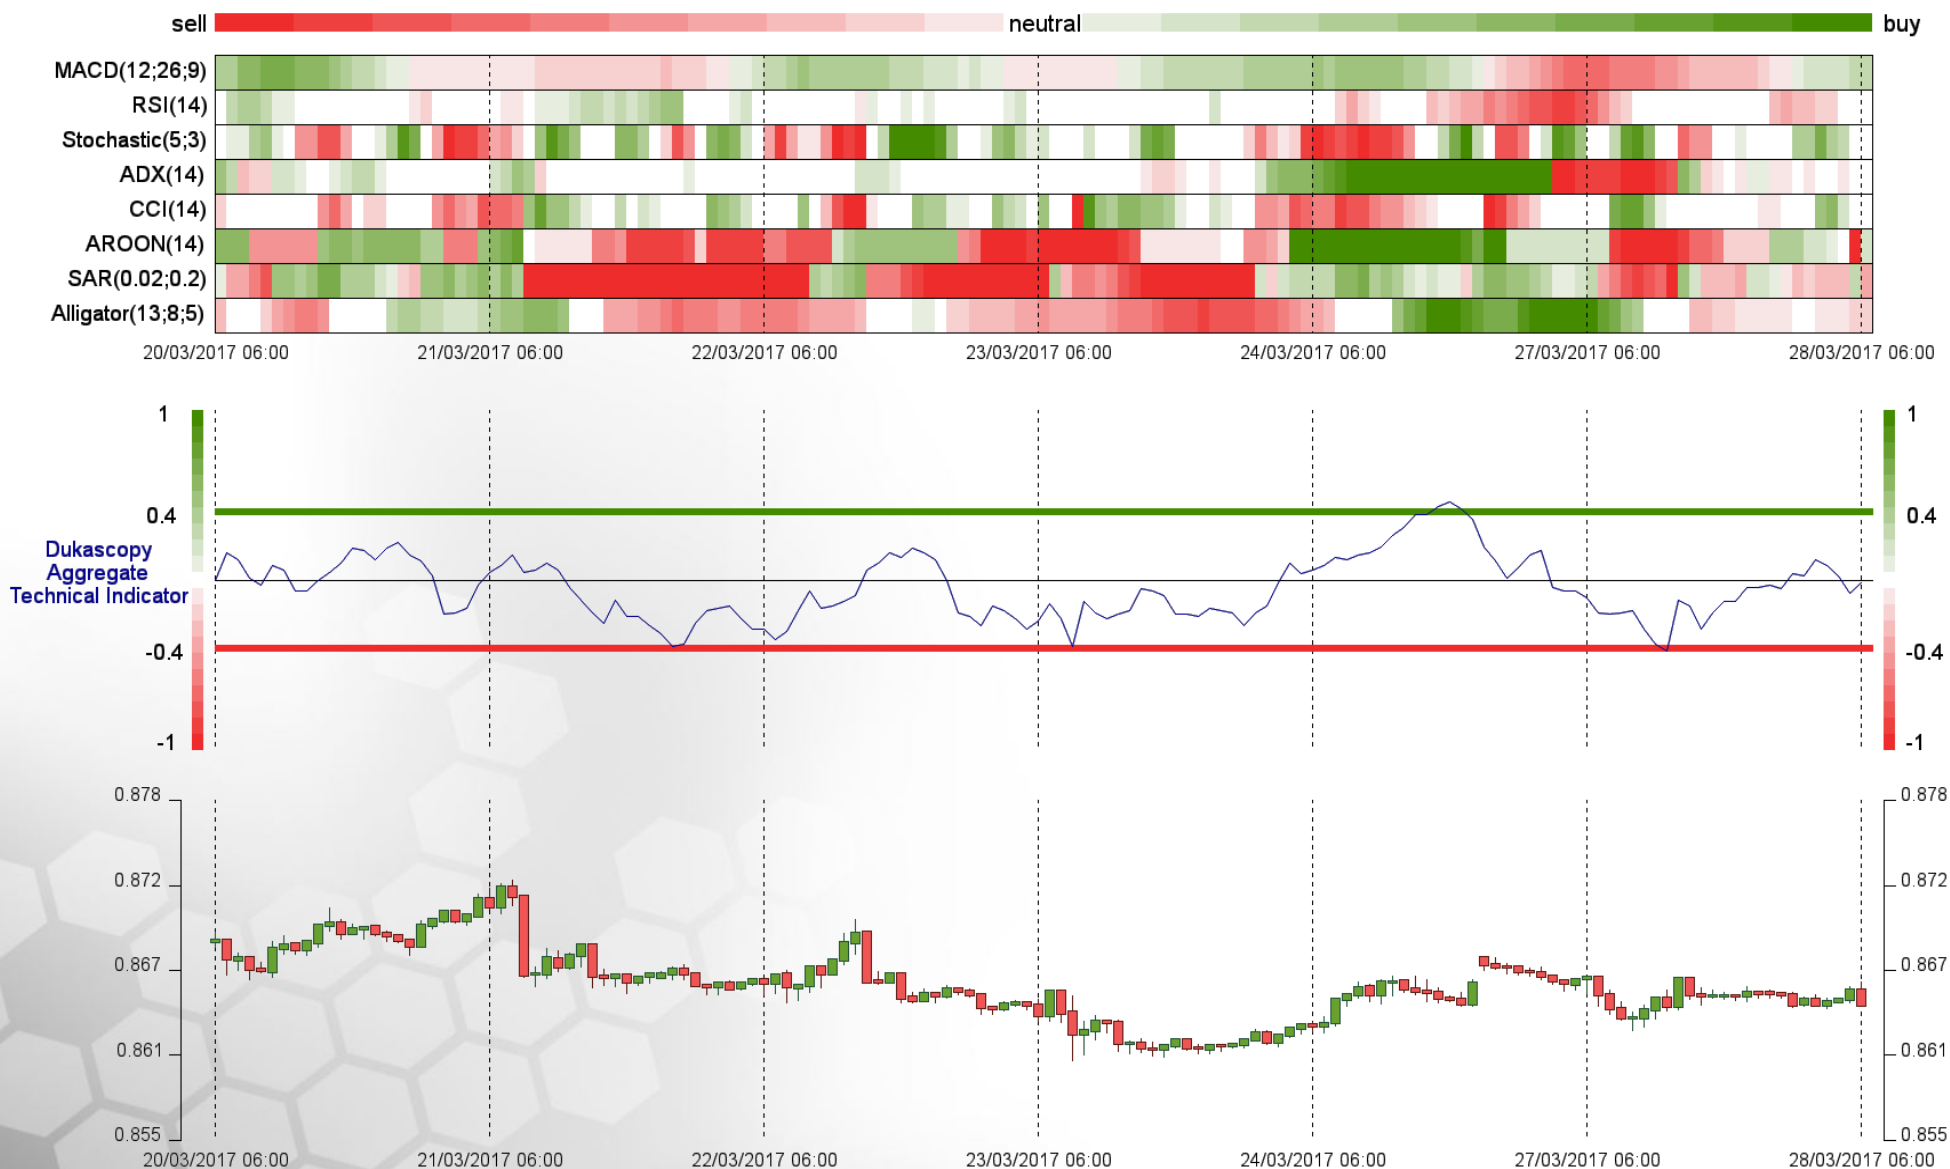 sell neutral buy
MACD(12;26;9)
RSI(14)
Stochastic(5;3)
ADX(14)
CCI(14)
AROON(14)
SAR(0.02;0.2)
Alligator(13;8;5)
20/03/2017 06:00 21/03/2017 06:00 22/03/2017 06:00 23/03/2017 06:00 24/03/2017 06:00 27/03/2017 06:00 28/03/2017 06:00
1 1
0.4 0.4
Dukascopy
Aggregate
Technical Indicator
-0.4 -0.4
-1 -1
0.878 0.878
0.872 0.872
0.867 0.867
0.861 0.861
0.855 0.855
20/03/2017 06:00 21/03/2017 06:00 22/03/2017 06:00 23/03/2017 06:00 24/03/2017 06:00 27/03/2017 06:00 28/03/2017 06:00